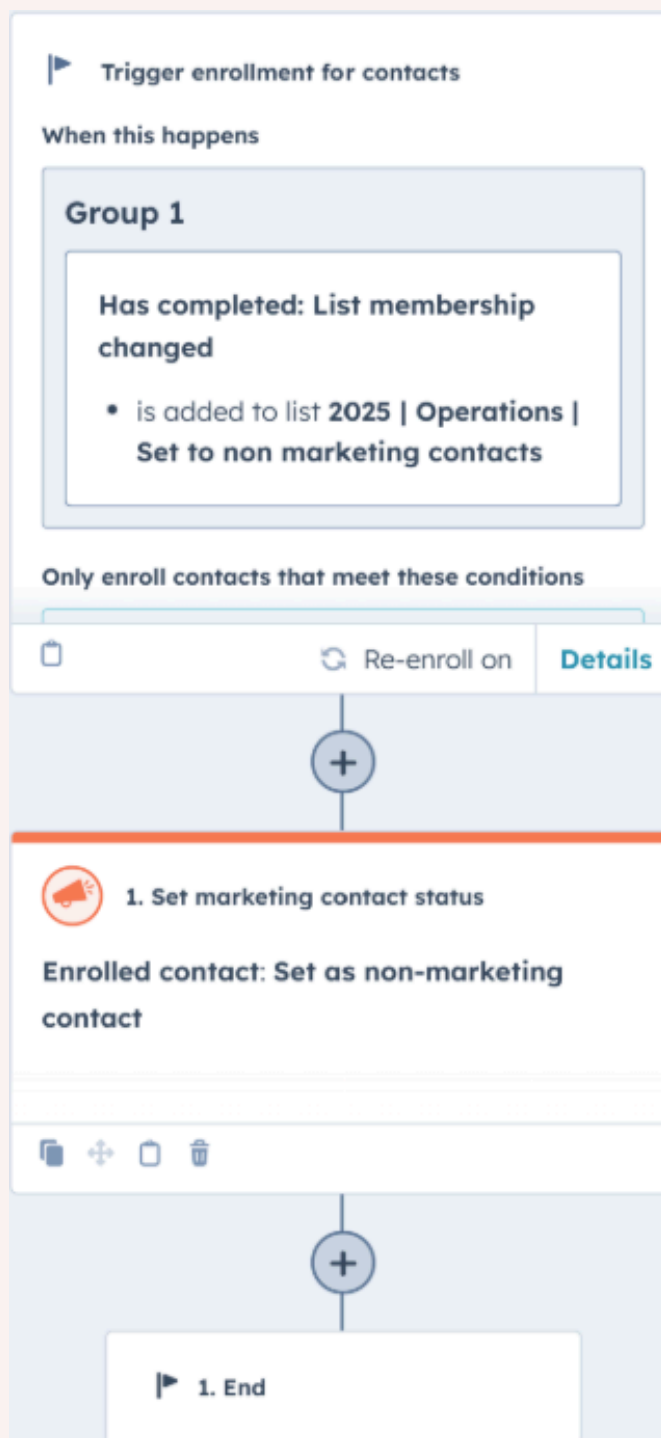 Trigger enrollment for contacts
When this happens
Group 1
Has completed: List membership
changed
• is added to list 2025 | Operations |
Set to non marketing contacts
Only enroll contacts that meet these conditions
Re-enroll on
Details
1. Set marketing contact status
Enrolled contact: Set as non-marketing
contact
1. End